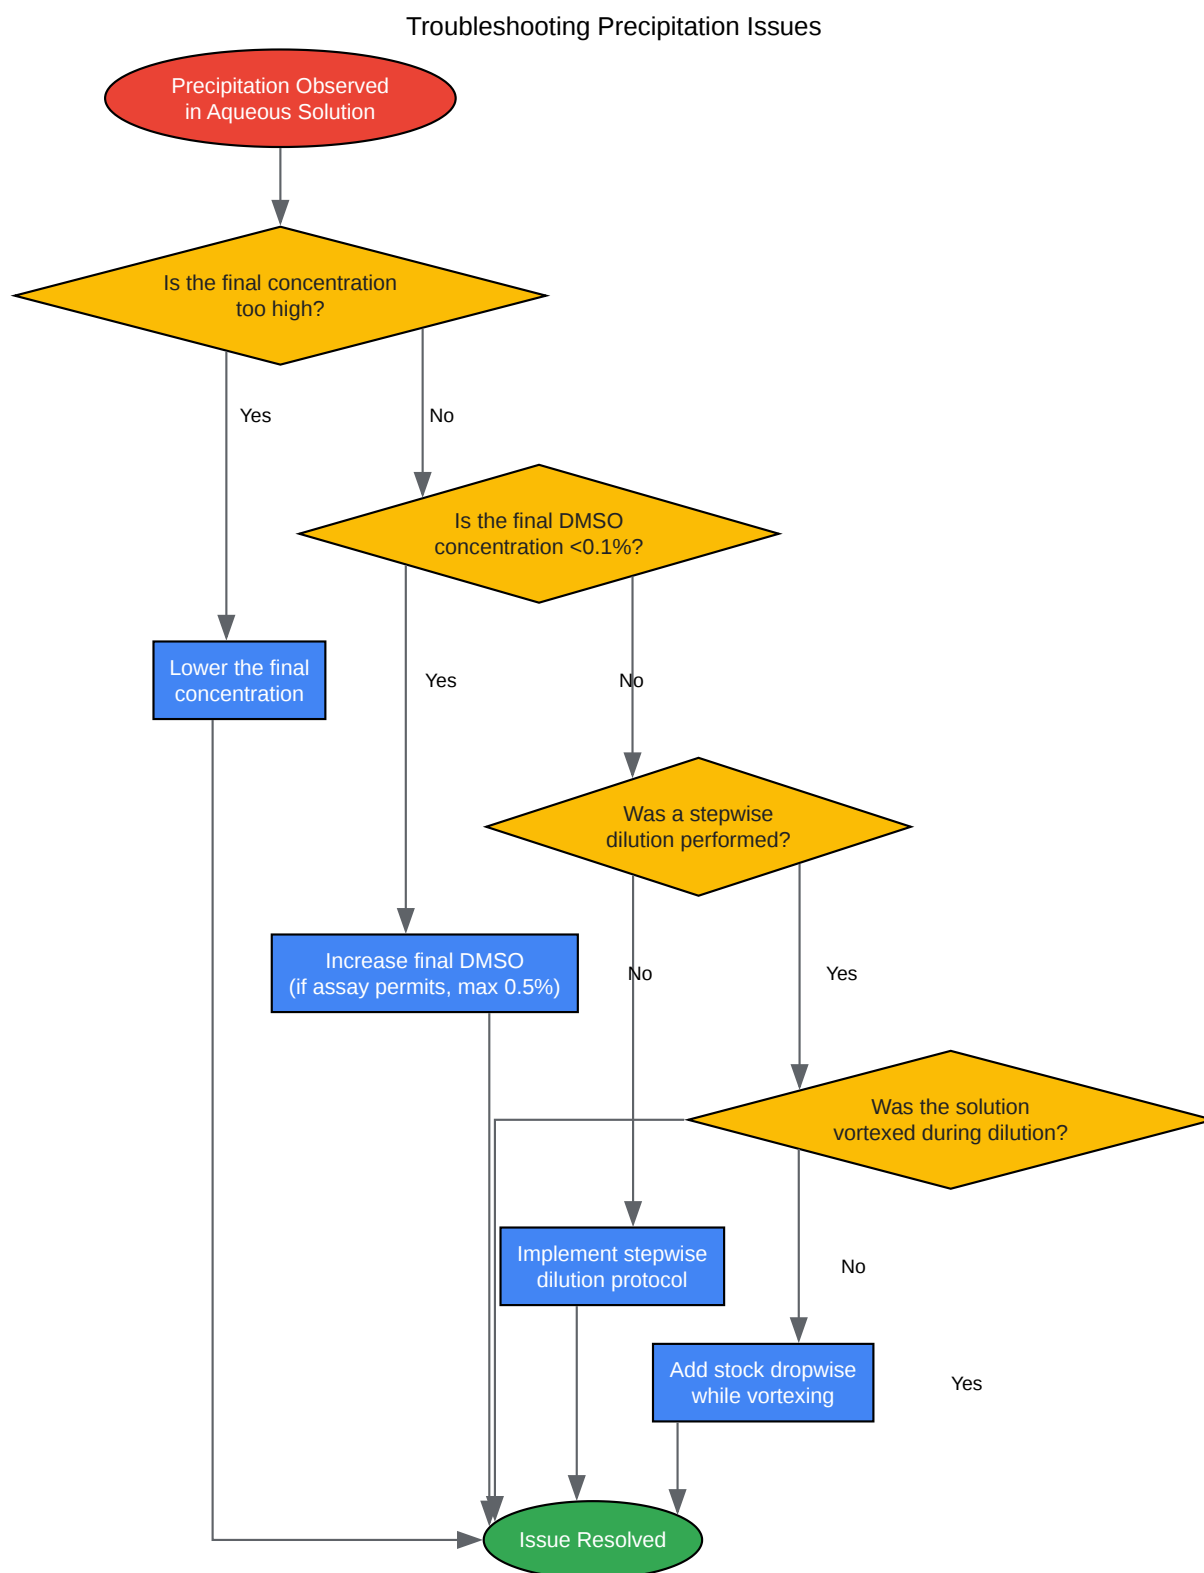 Troubleshooting Precipitation Issues
Precipitation Observed
in Aqueous Solution
Is the final concentration
too high?
Yes
No
Is the final DMSO
concentration <0.1%?
Lower the final
concentration
Yes
No
Was a stepwise
dilution performed?
Increase final DMSO
(if assay permits, max 0.5%)
No
Yes
Was the solution
vortexed during dilution?
Implement stepwise
dilution protocol
No
Add stock dropwise
while vortexing
Yes
Issue Resolved